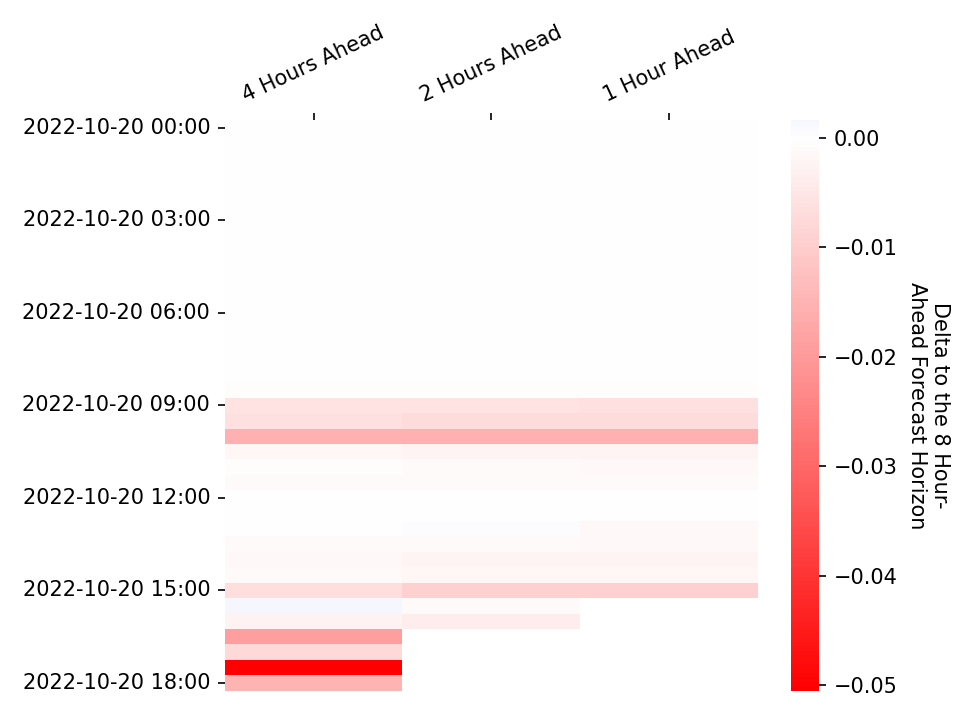 4 Hours Ahead
2 Hours Ahead
1 Hour Ahead
2022-10-20 00:00
2022-10-20 03:00
2022-10-20 06:00
2022-10-20 09:00
2022-10-20 12:00
2022-10-20 15:00
2022-10-20 18:00
0.00
−0.01
−0.02
−0.03
−0.04
−0.05
Delta to the 8 Hour-
Ahead Forecast Horizon